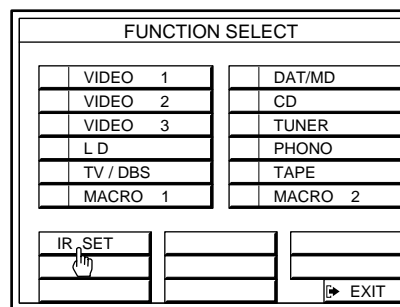 FUNCTION SELECT
VIDEO 1
VIDEO 2
VIDEO 3
L D
TV / DBS
MACRO 1
DAT/MD
CD
TUNER
PHONO
TAPE
MACRO 2
IR SET
EXIT